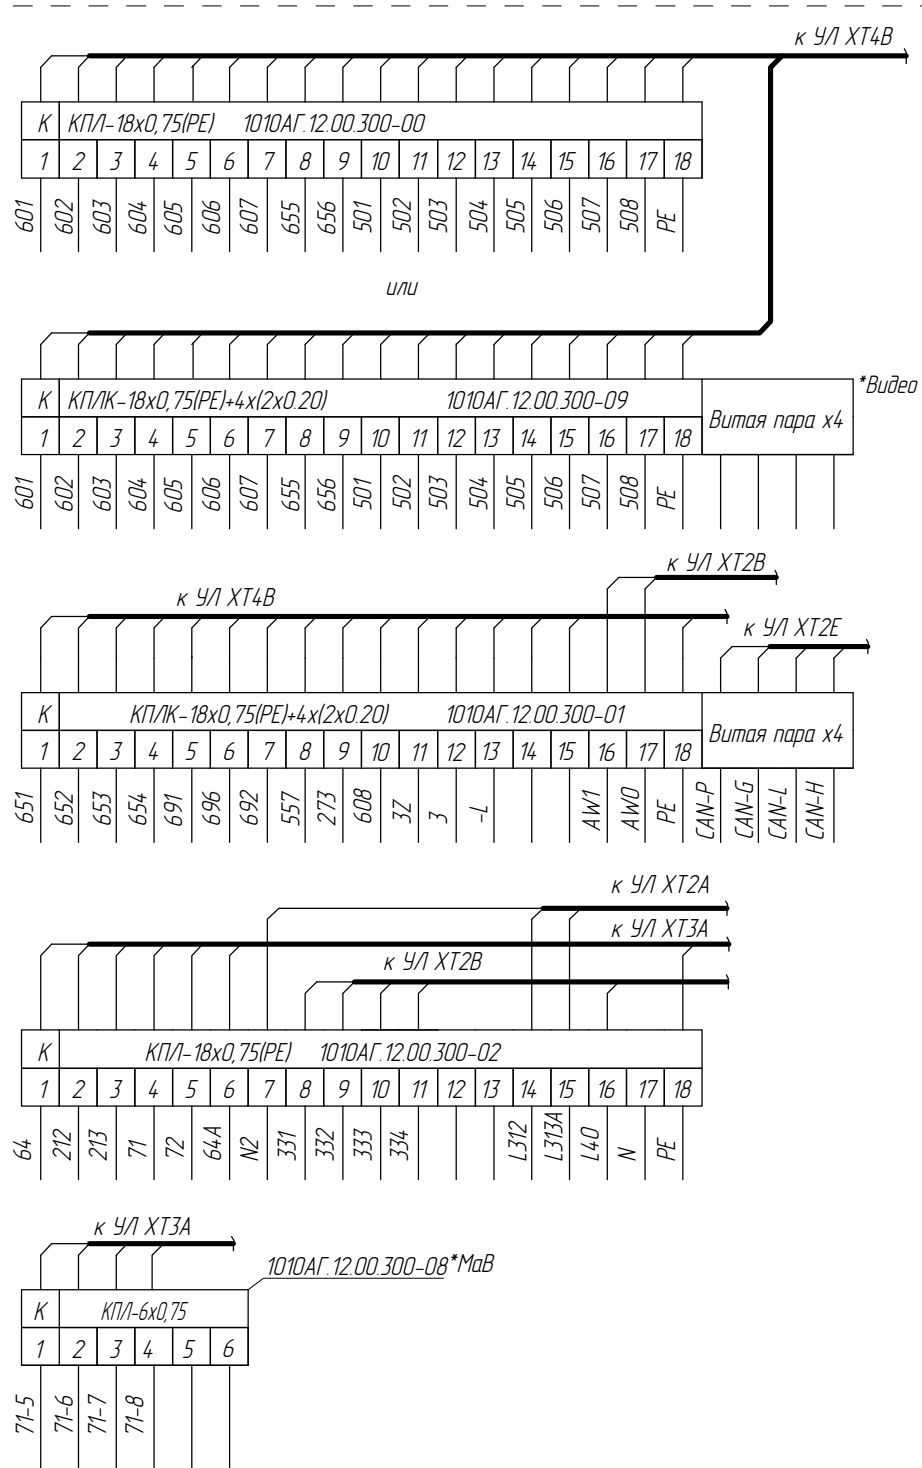 к УЛ XT4B
К КПЛ-18x0,75(PE) 1010АГ.12.00.300-00
1 2 3 4 5 6 7 8 9 10 11 12 13 14 15 16 17 18
601 602 603 604 605 606 607 655 656 501 502 503 504 505 506 507 508 PE
или
К КПЛК-18x0,75(PE)+4x(2x0.20) 1010АГ.12.00.300-09 Витая пара x4 *Видео
1 2 3 4 5 6 7 8 9 10 11 12 13 14 15 16 17 18
601 602 603 604 605 606 607 655 656 501 502 503 504 505 506 507 508 PE
к УЛ XT2B
к УЛ XT4B
к УЛ XT2E
К КПЛК-18x0,75(PE)+4x(2x0.20) 1010АГ.12.00.300-01 Витая пара x4
1 2 3 4 5 6 7 8 9 10 11 12 13 14 15 16 17 18
651 652 653 654 691 696 692 557 273 608 3Z 3 -L AW1 AW0 PE CAN-P CAN-G CAN-L CAN-H
к УЛ XT2A
к УЛ XT3A
к УЛ XT2B
К КПЛ-18x0,75(PE) 1010АГ.12.00.300-02
1 2 3 4 5 6 7 8 9 10 11 12 13 14 15 16 17 18
64 212 213 71 72 64A N2 331 332 333 334 L312 L313A L40 N PE
к УЛ XT3A
1010АГ.12.00.300-08 *МаВ
К КПЛ-6x0,75
1 2 3 4 5 6
71-5 71-6 71-7 71-8